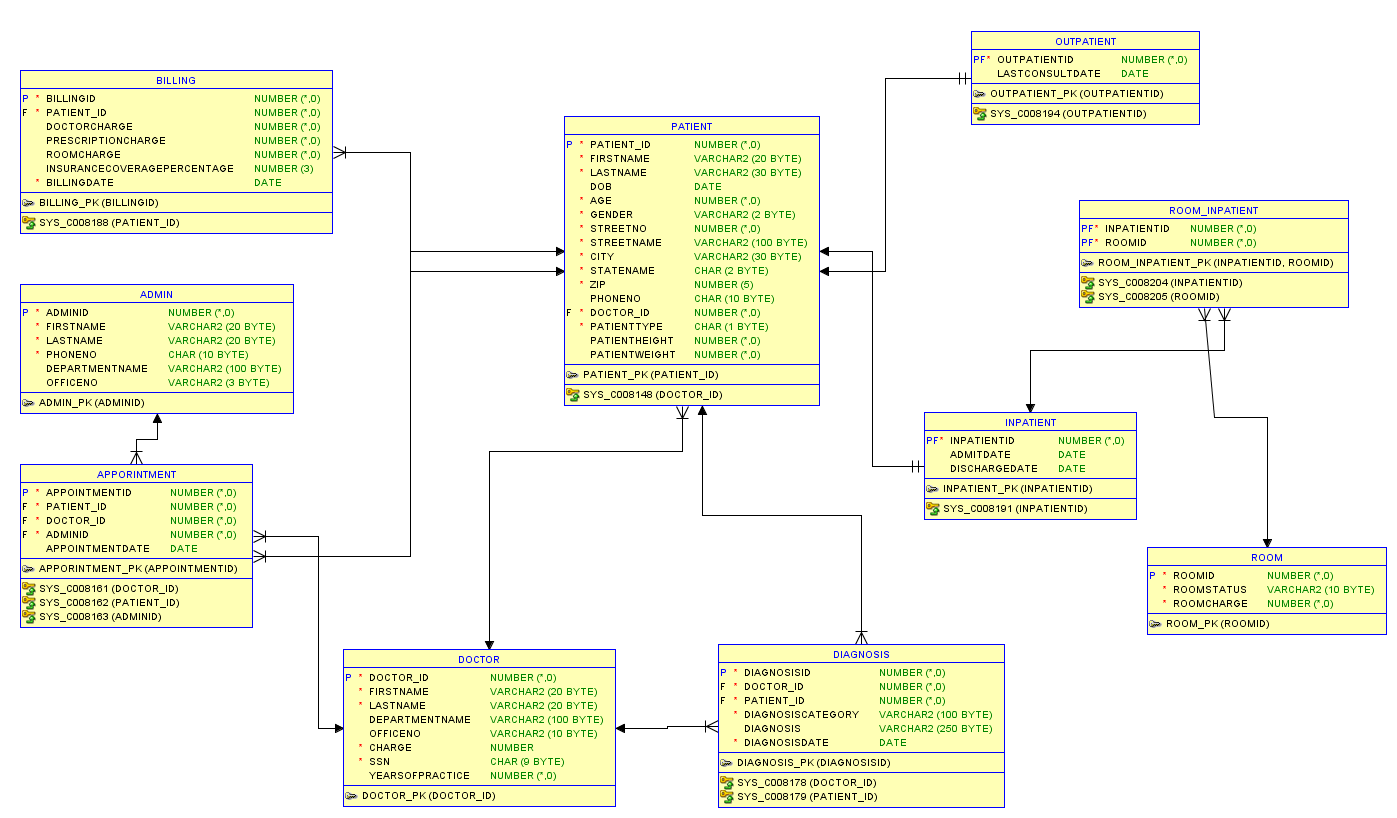 OUTPATIENT
PF* OUTPATIENTID NUMBER (*,0)
LASTCONSULTDATE DATE
OUTPATIENT_PK (OUTPATIENTID)
SYS_C008194 (OUTPATIENTID)
BILLING
P * BILLINGID NUMBER (*,0)
F * PATIENT_ID NUMBER (*,0)
DOCTORCHARGE NUMBER (*,0)
PRESCRIPTIONCHARGE NUMBER (*,0)
ROOMCHARGE NUMBER (*,0)
INSURANCECOVERAGEPERCENTAGE NUMBER (3)
* BILLINGDATE DATE
BILLING_PK (BILLINGID)
SYS_C008188 (PATIENT_ID)
PATIENT
P * PATIENT_ID NUMBER (*,0)
* FIRSTNAME VARCHAR2 (20 BYTE)
* LASTNAME VARCHAR2 (30 BYTE)
DOB DATE
* AGE NUMBER (*,0)
* GENDER VARCHAR2 (2 BYTE)
* STREETNO NUMBER (*,0)
* STREETNAME VARCHAR2 (100 BYTE)
* CITY VARCHAR2 (30 BYTE)
* STATENAME CHAR (2 BYTE)
* ZIP NUMBER (5)
PHONENO CHAR (10 BYTE)
F * DOCTOR_ID NUMBER (*,0)
* PATIENTTYPE CHAR (1 BYTE)
PATIENTHEIGHT NUMBER (*,0)
PATIENTWEIGHT NUMBER (*,0)
PATIENT_PK (PATIENT_ID)
SYS_C008148 (DOCTOR_ID)
ROOM_INPATIENT
PF* INPATIENTID NUMBER (*,0)
PF* ROOMID NUMBER (*,0)
ROOM_INPATIENT_PK (INPATIENTID, ROOMID)
SYS_C008204 (INPATIENTID)
SYS_C008205 (ROOMID)
ADMIN
P * ADMINID NUMBER (*,0)
* FIRSTNAME VARCHAR2 (20 BYTE)
* LASTNAME VARCHAR2 (20 BYTE)
* PHONENO CHAR (10 BYTE)
DEPARTMENTNAME VARCHAR2 (100 BYTE)
OFFICENO VARCHAR2 (3 BYTE)
ADMIN_PK (ADMINID)
INPATIENT
PF* INPATIENTID NUMBER (*,0)
ADMITDATE DATE
DISCHARGEDATE DATE
INPATIENT_PK (INPATIENTID)
SYS_C008191 (INPATIENTID)
APPORINTMENT
P * APPOINTMENTID NUMBER (*,0)
F * PATIENT_ID NUMBER (*,0)
F * DOCTOR_ID NUMBER (*,0)
F * ADMINID NUMBER (*,0)
APPOINTMENTDATE DATE
APPORINTMENT_PK (APPOINTMENTID)
SYS_C008161 (DOCTOR_ID)
SYS_C008162 (PATIENT_ID)
SYS_C008163 (ADMINID)
ROOM
P * ROOMID NUMBER (*,0)
* ROOMSTATUS VARCHAR2 (10 BYTE)
* ROOMCHARGE NUMBER (*,0)
ROOM_PK (ROOMID)
DOCTOR
P * DOCTOR_ID NUMBER (*,0)
* FIRSTNAME VARCHAR2 (20 BYTE)
* LASTNAME VARCHAR2 (20 BYTE)
DEPARTMENTNAME VARCHAR2 (100 BYTE)
OFFICENO VARCHAR2 (10 BYTE)
* CHARGE NUMBER
* SSN CHAR (9 BYTE)
YEARSOFPRACTICE NUMBER (*,0)
DOCTOR_PK (DOCTOR_ID)
DIAGNOSIS
P * DIAGNOSISID NUMBER (*,0)
F * DOCTOR_ID NUMBER (*,0)
F * PATIENT_ID NUMBER (*,0)
* DIAGNOSISCATEGORY VARCHAR2 (100 BYTE)
DIAGNOSIS VARCHAR2 (250 BYTE)
* DIAGNOSISDATE DATE
DIAGNOSIS_PK (DIAGNOSISID)
SYS_C008178 (DOCTOR_ID)
SYS_C008179 (PATIENT_ID)